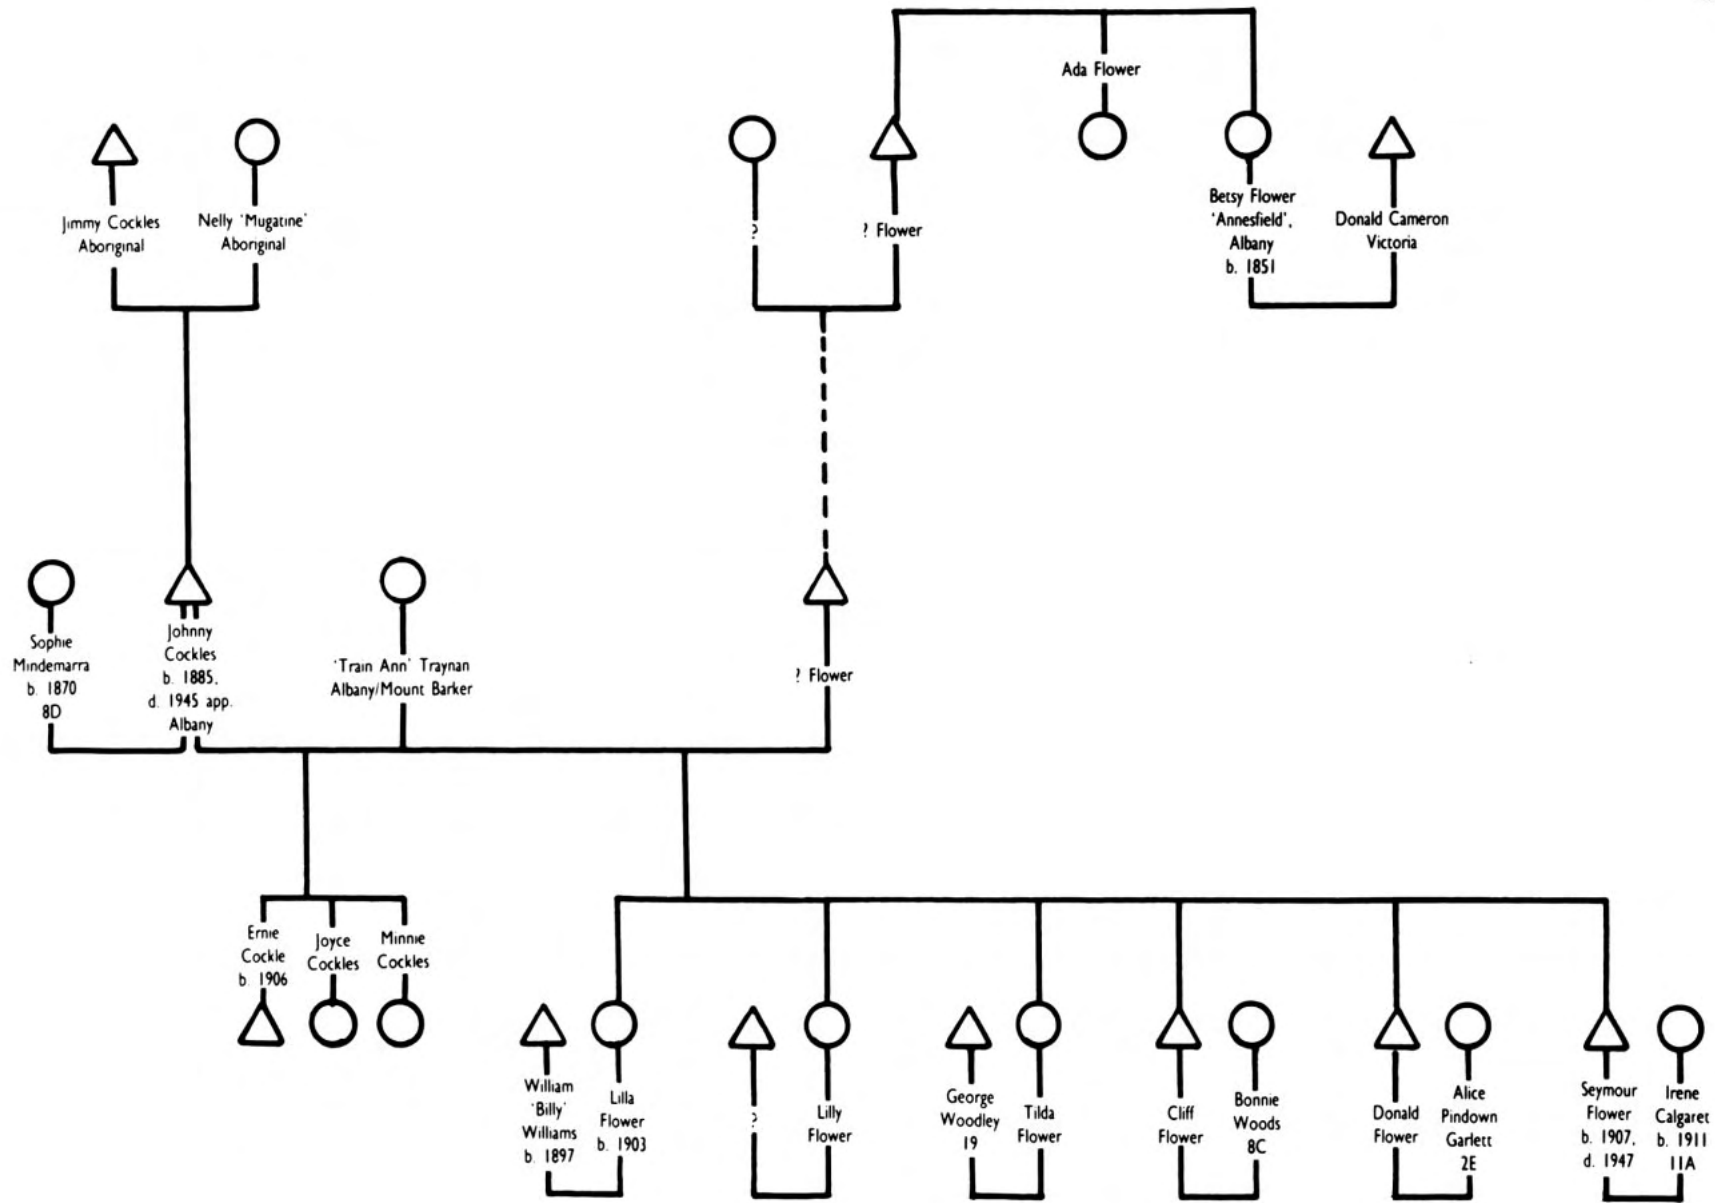 Ada Flower
Jimmy Cockles
Aboriginal
Nelly 'Mugatine'
Aboriginal
?
? Flower
Betsy Flower
'Annesfield',
Albany
b. 1851
Donald Cameron
Victoria
Sophie
Mindemarra
b. 1870
8D
Johnny
Cockles
b. 1885,
d. 1945 app.
Albany
'Train Ann' Traynan
Albany/Mount Barker
? Flower
Ernie
Cockle
b. 1906
Joyce
Cockles
Minnie
Cockles
William
'Billy'
Williams
b. 1897
Lilla
Flower
b. 1903
?
Lilly
Flower
George
Woodley
19
Tilda
Flower
Cliff
Flower
Bonnie
Woods
8C
Donald
Flower
Alice
Pindown
Garlett
2E
Seymour
Flower
b. 1907,
d. 1947
Irene
Calgaret
b. 1911
11A